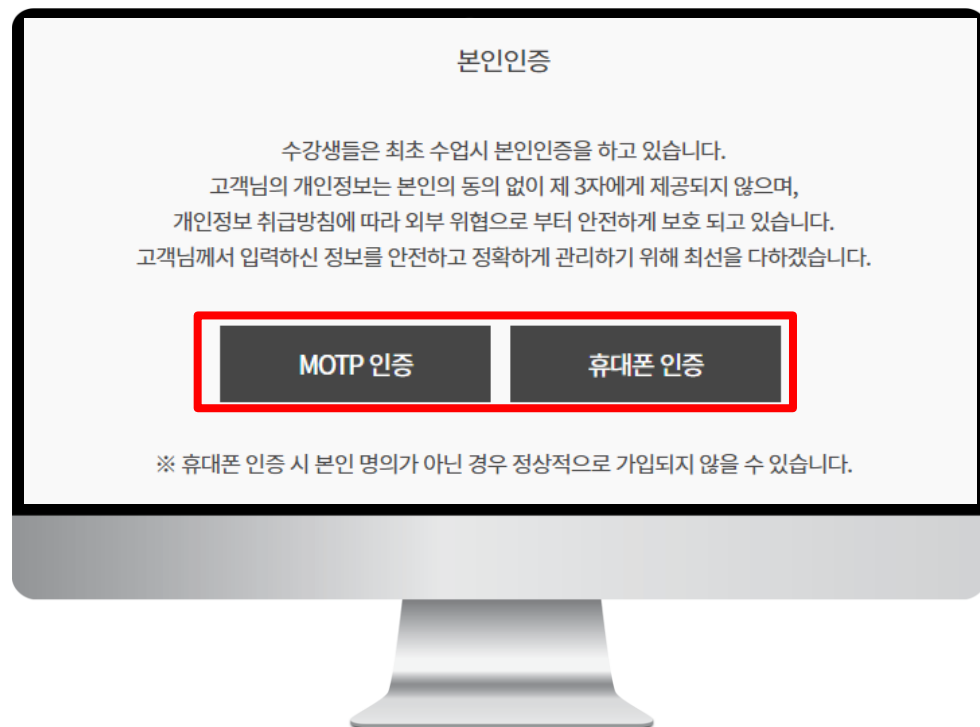 본인인증
수강생들은 최초 수업시 본인인증을 하고 있습니다.
고객님의 개인정보는 본인의 동의 없이 제 3자에게 제공되지 않으며,
개인정보 취급방침에 따라 외부 위협으로 부터 안전하게 보호 되고 있습니다.
고객님께서 입력하신 정보를 안전하고 정확하게 관리하기 위해 최선을 다하겠습니다.
MOTP 인증 휴대폰 인증
※ 휴대폰 인증 시 본인 명의가 아닌 경우 정상적으로 가입되지 않을 수 있습니다.